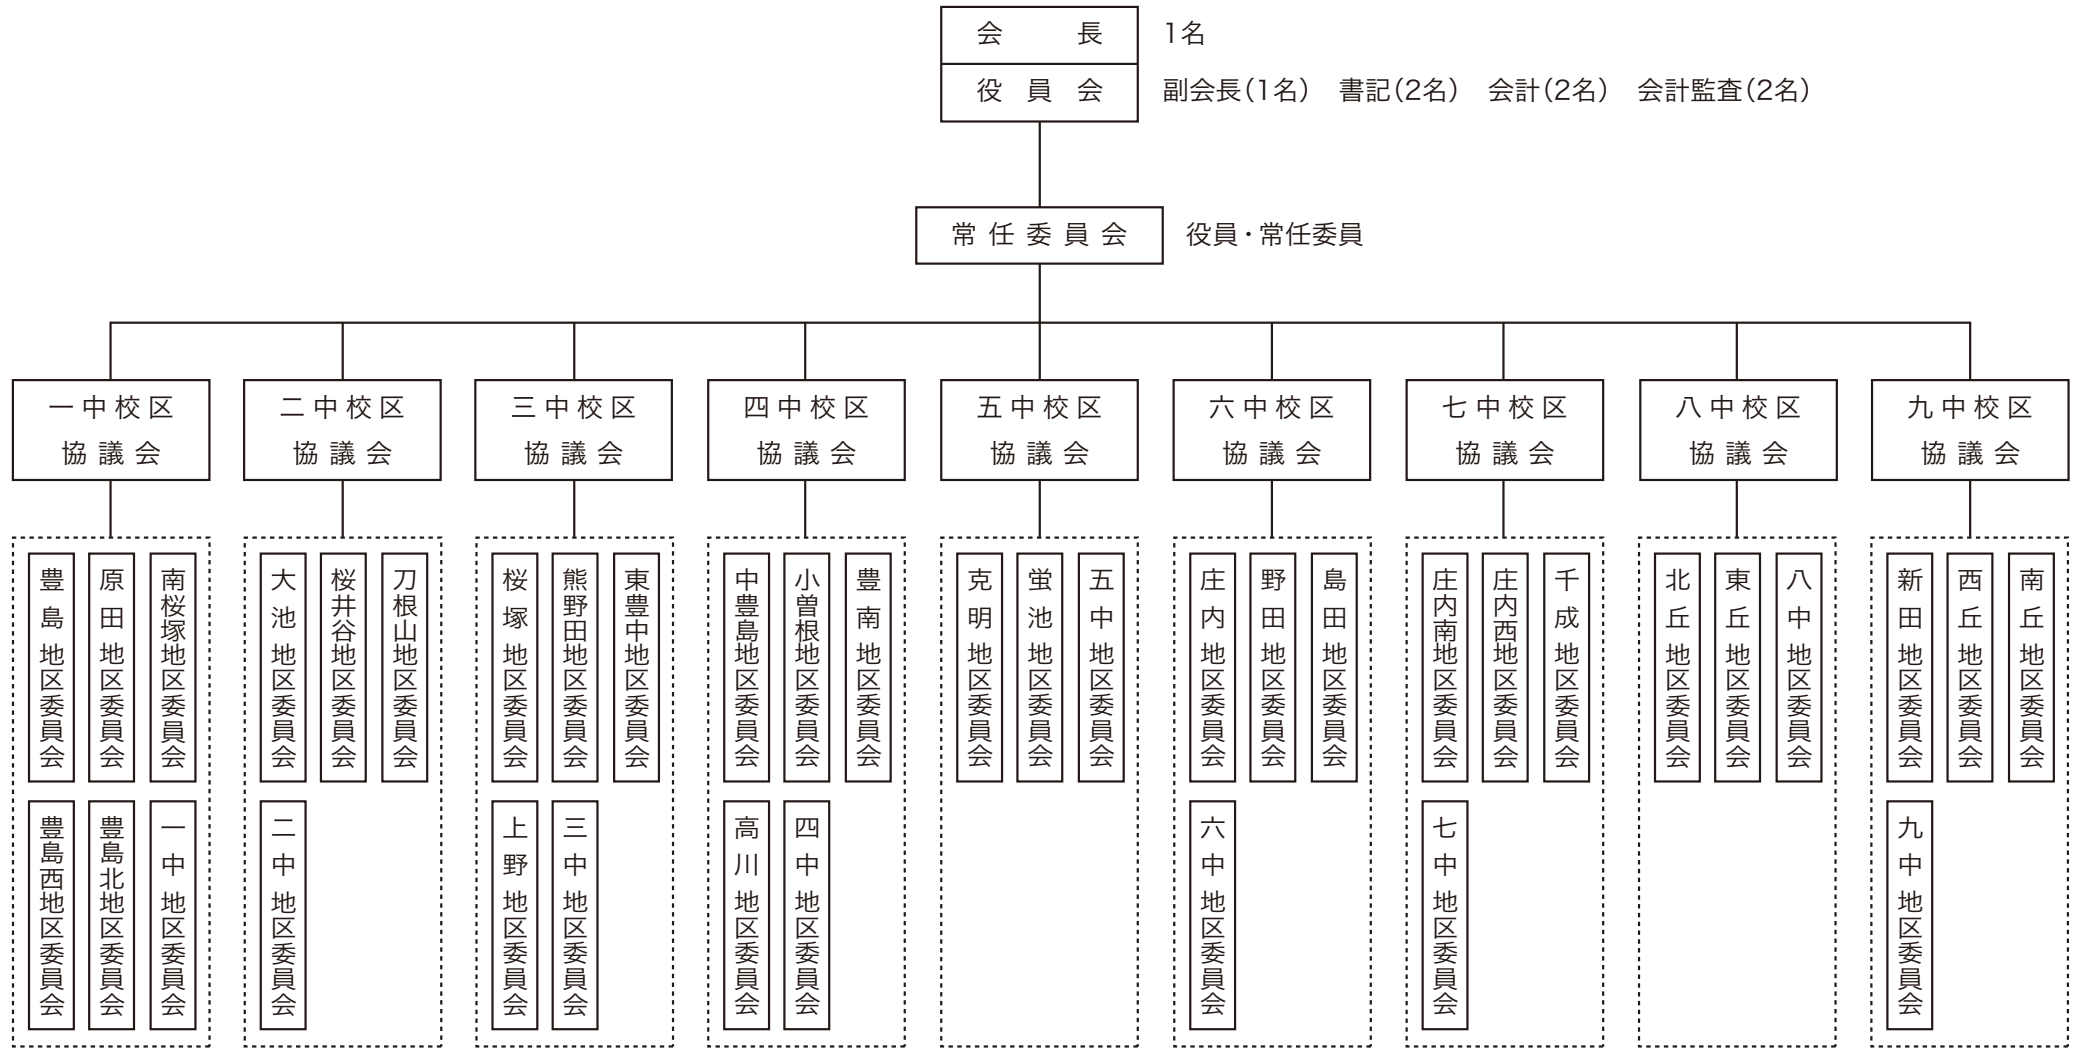 会長 1名
役員会 副会長(1名) 書記(2名) 会計(2名) 会計監査(2名)
常任委員会 役員・常任委員
一中校区
協議会
二中校区
協議会
三中校区
協議会
四中校区
協議会
五中校区
協議会
六中校区
協議会
七中校区
協議会
八中校区
協議会
九中校区
協議会
豊島地区委員会
原田地区委員会
南桜塚地区委員会
豊島西地区委員会
豊島北地区委員会
一中地区委員会
大池地区委員会
桜井谷地区委員会
刀根山地区委員会
二中地区委員会
桜塚地区委員会
熊野田地区委員会
東豊中地区委員会
上野地区委員会
三中地区委員会
中豊島地区委員会
小曽根地区委員会
豊南地区委員会
高川地区委員会
四中地区委員会
克明地区委員会
蛍池地区委員会
五中地区委員会
庄内地区委員会
野田地区委員会
島田地区委員会
六中地区委員会
庄内南地区委員会
庄内西地区委員会
千成地区委員会
七中地区委員会
北丘地区委員会
東丘地区委員会
八中地区委員会
新田地区委員会
西丘地区委員会
南丘地区委員会
九中地区委員会